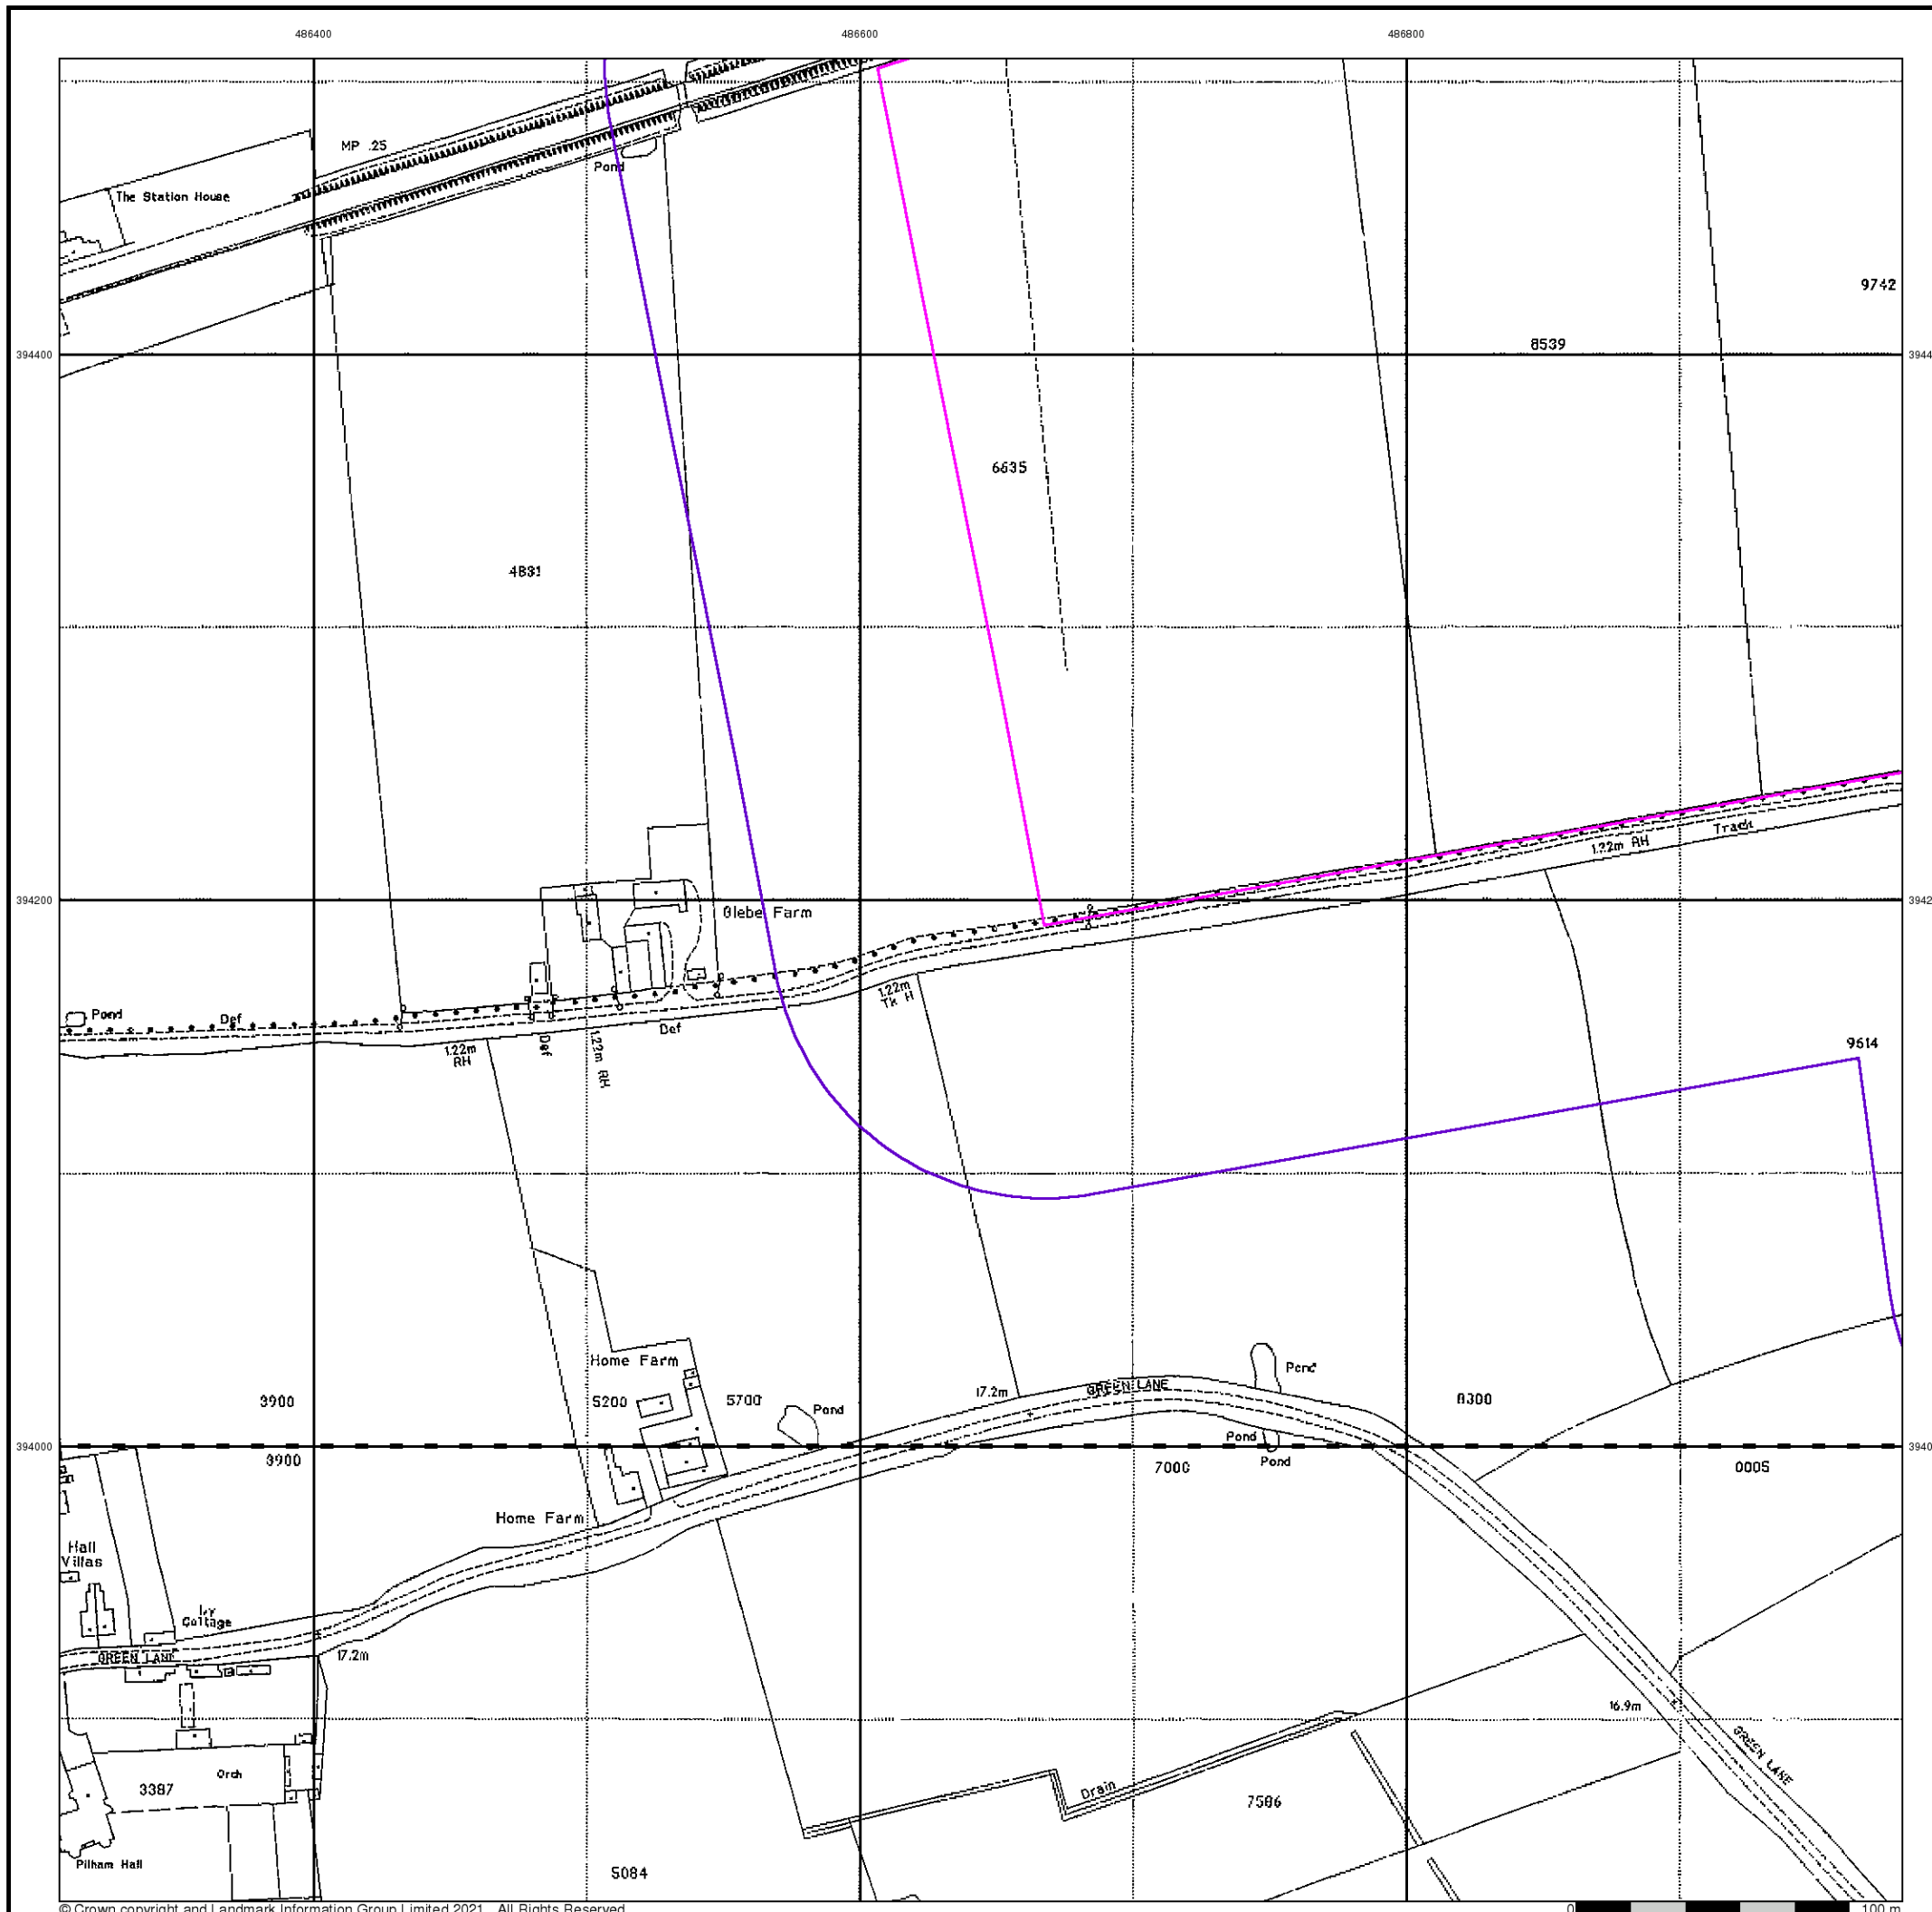 486400 486600 486800
MP .25
Pond
The Station House
9742
8539
394400
6635
4831
394200
Glebe Farm
Track
1.22m RH
1.22m
Tk H
Pond
Def
Def
1.22m
RH
Def
1.22m RH
9614
Home Farm
Pond
17.2m
GREEN LANE
3900
5200
5700
Pond
8300
394000
3900
Pond
Pond
7000
0005
Home Farm
Hall
Villas
Ivy
Cottage
GREEN LANE
17.2m
16.9m
GREEN LANE
Orch
3387
Drain
7586
Pilham Hall
5084
© Crown copyright and Landmark Information Group Limited 2021. All Rights Reserved.
0 100 m